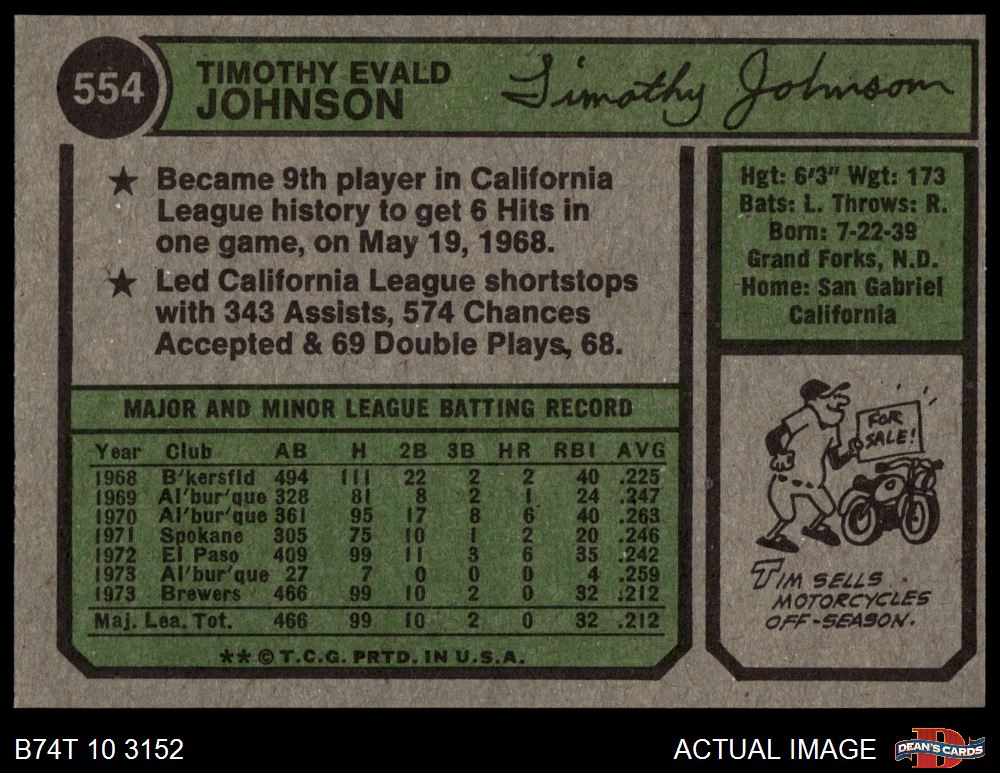 554
TIMOTHY EVALD
JOHNSON
Timothy Johnson
★ Became 9th player in California
League history to get 6 Hits in
one game, on May 19, 1968.
★ Led California League shortstops
with 343 Assists, 574 Chances
Accepted & 69 Double Plays, 68.
Hgt: 6'3" Wgt: 173
Bats: L. Throws: R.
Born: 7-22-39
Grand Forks, N.D.
Home: San Gabriel
California
MAJOR AND MINOR LEAGUE BATTING RECORD
Year Club AB H 2B 3B HR RBI AVG
1968 B'kersfld 494 111 22 2 2 40 .225
1969 Al'bur'que 328 81 8 2 1 24 .247
1970 Al'bur'que 361 95 17 8 6 40 .263
1971 Spokane 305 75 10 1 2 20 .246
1972 El Paso 409 99 11 3 6 35 .242
1973 Al'bur'que 27 7 0 0 0 4 .259
1973 Brewers 466 99 10 2 0 32 .212
Maj. Lea. Tot. 466 99 10 2 0 32 .212
** © T.C.G. PRTD. IN U.S.A.
FOR
SALE!
TIM SELLS
MOTORCYCLES
OFF-SEASON.
B74T 10 3152
ACTUAL IMAGE
DEAN'S CARDS